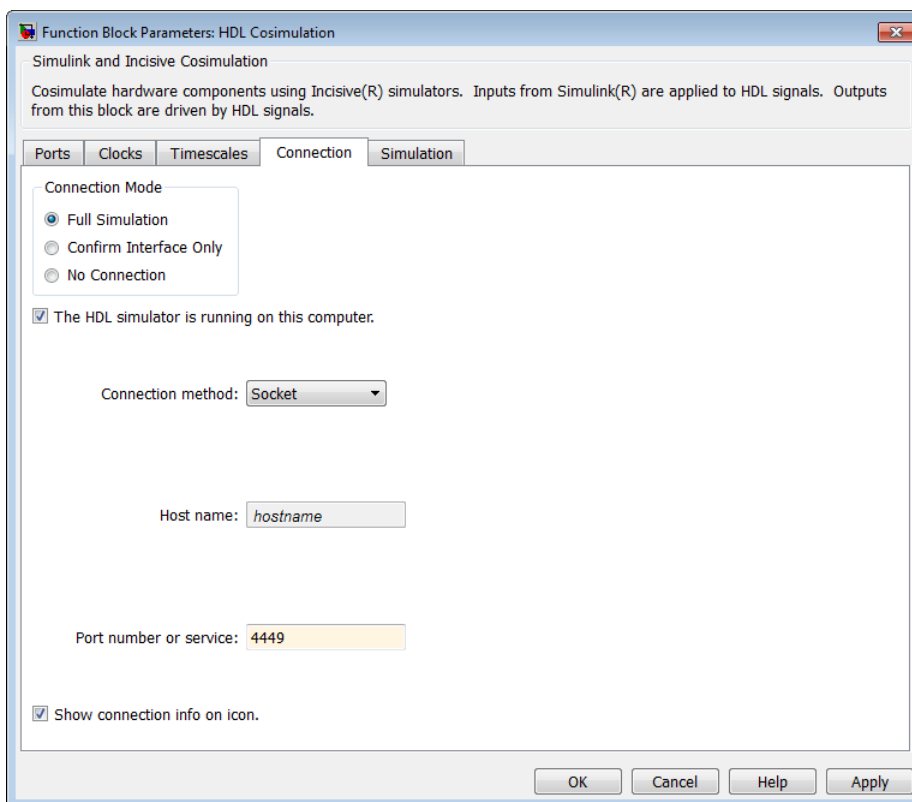 Function Block Parameters: HDL Cosimulation
Simulink and Incisive Cosimulation
Cosimulate hardware components using Incisive(R) simulators.  Inputs from Simulink(R) are applied to HDL signals.  Outputs
from this block are driven by HDL signals.
Ports Clocks Timescales Connection Simulation
Connection Mode
Full Simulation
Confirm Interface Only
No Connection
The HDL simulator is running on this computer.
Connection method: Socket
Host name: hostname
Port number or service: 4449
Show connection info on icon.
OK Cancel Help Apply